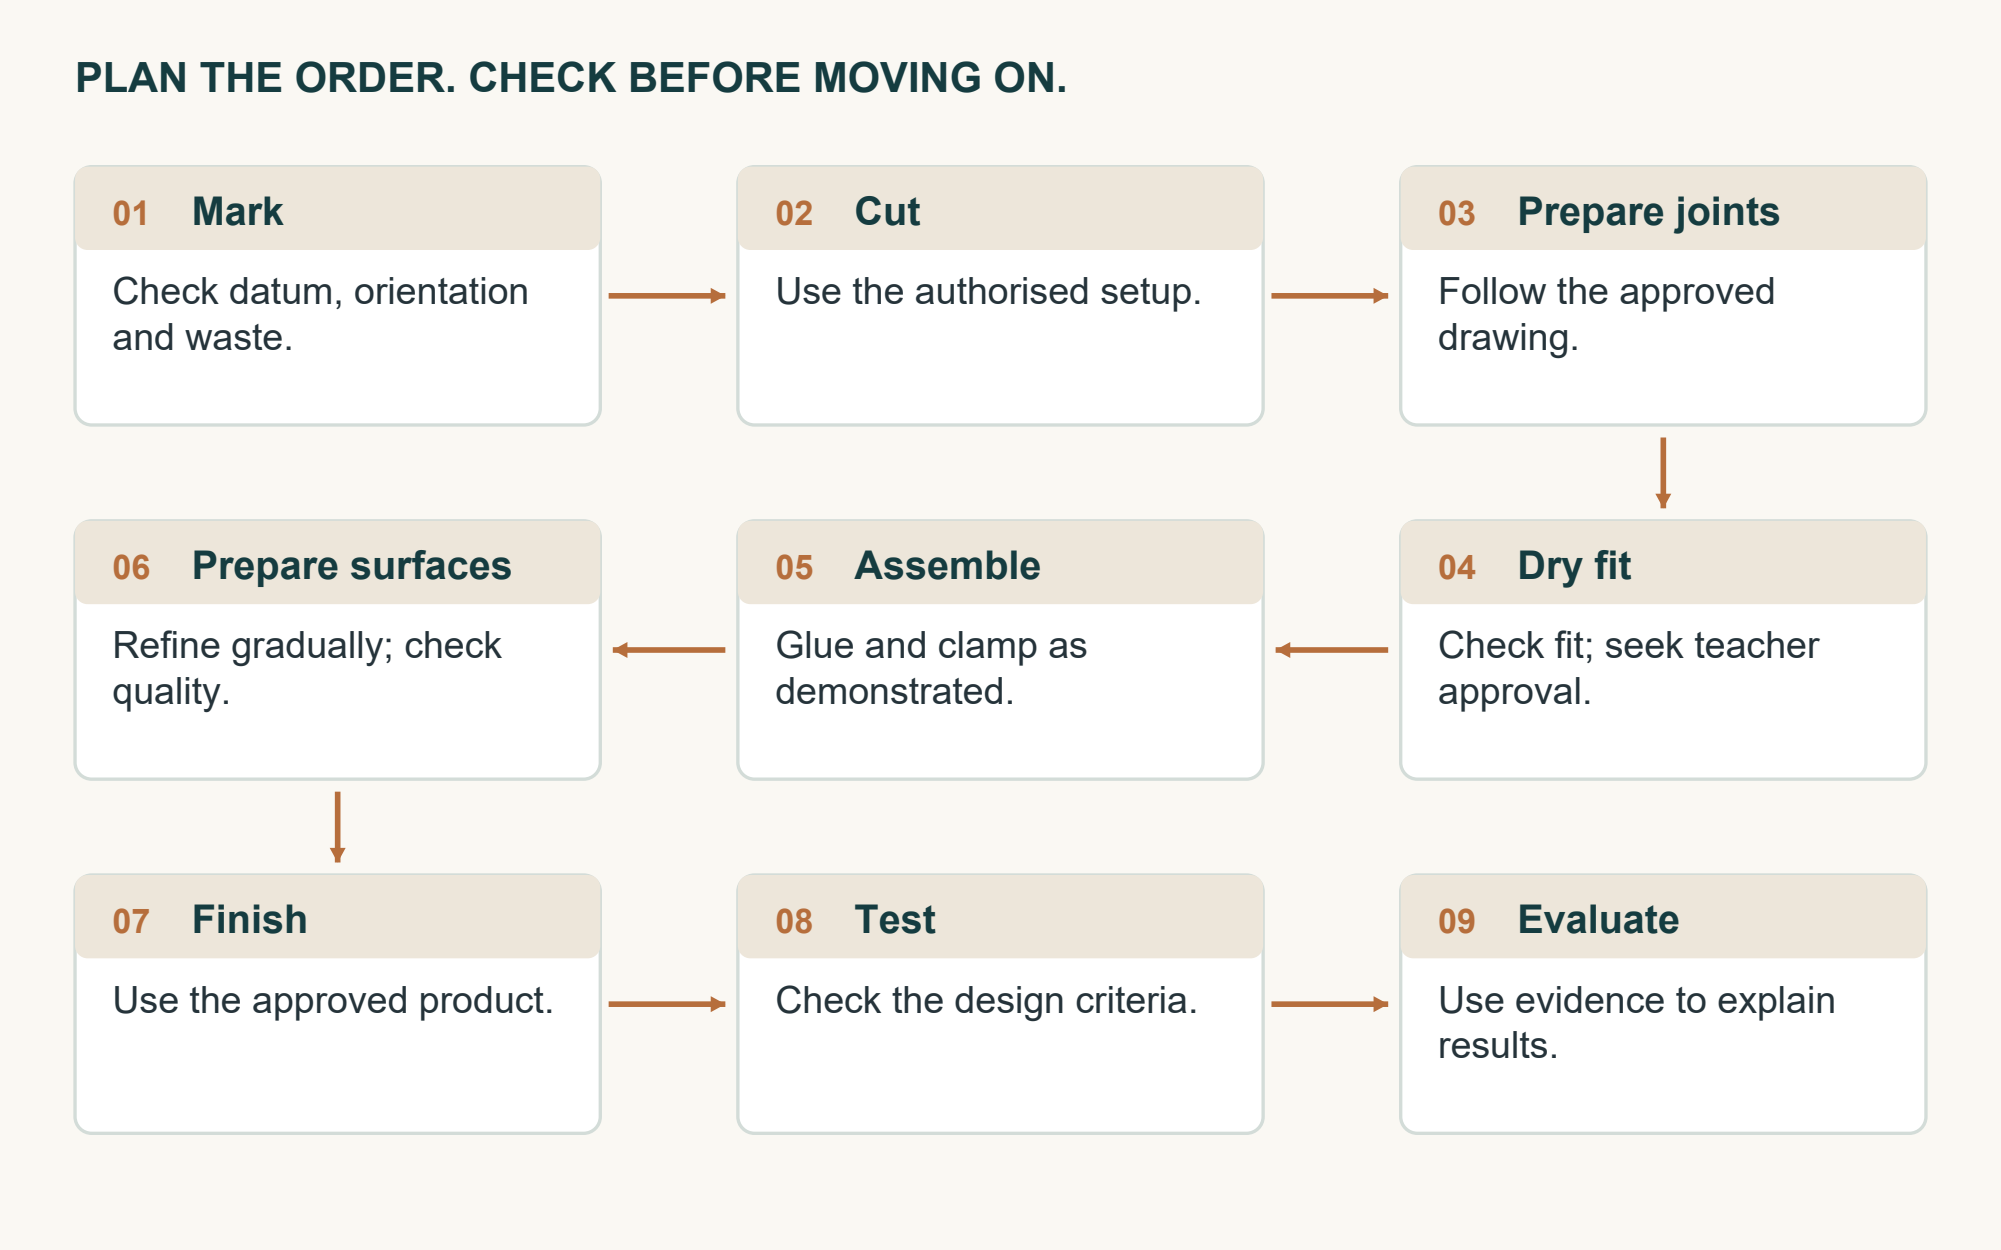 PLAN THE ORDER. CHECK BEFORE MOVING ON.
01 Mark
Check datum, orientation
and waste.
02 Cut
Use the authorised setup.
03 Prepare joints
Follow the approved
drawing.
04 Dry fit
Check fit; seek teacher
approval.
05 Assemble
Glue and clamp as
demonstrated.
06 Prepare surfaces
Refine gradually; check
quality.
07 Finish
Use the approved product.
08 Test
Check the design criteria.
09 Evaluate
Use evidence to explain
results.